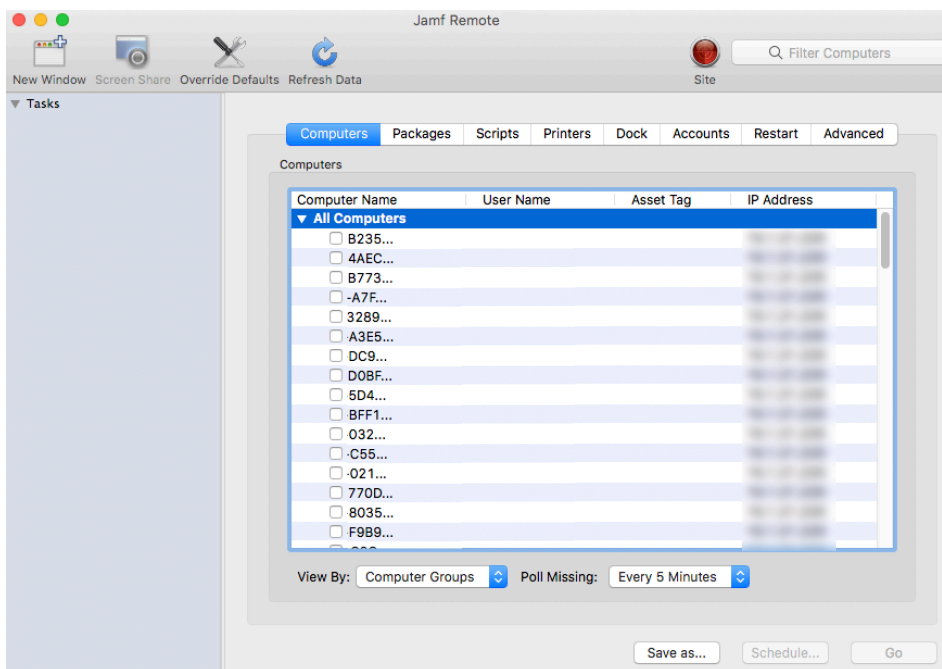 Jamf Remote
New Window Screen Share Override Defaults Refresh Data Site Filter Computers
Tasks
Computers Packages Scripts Printers Dock Accounts Restart Advanced
Computers
Computer Name User Name Asset Tag IP Address
All Computers
B235...
4AEC...
B773...
-A7F...
3289...
A3E5...
DC9...
D0BF...
5D4...
BFF1...
032...
C55...
021...
770D...
8035...
F9B9...
View By: Computer Groups Poll Missing: Every 5 Minutes
Save as... Schedule... Go